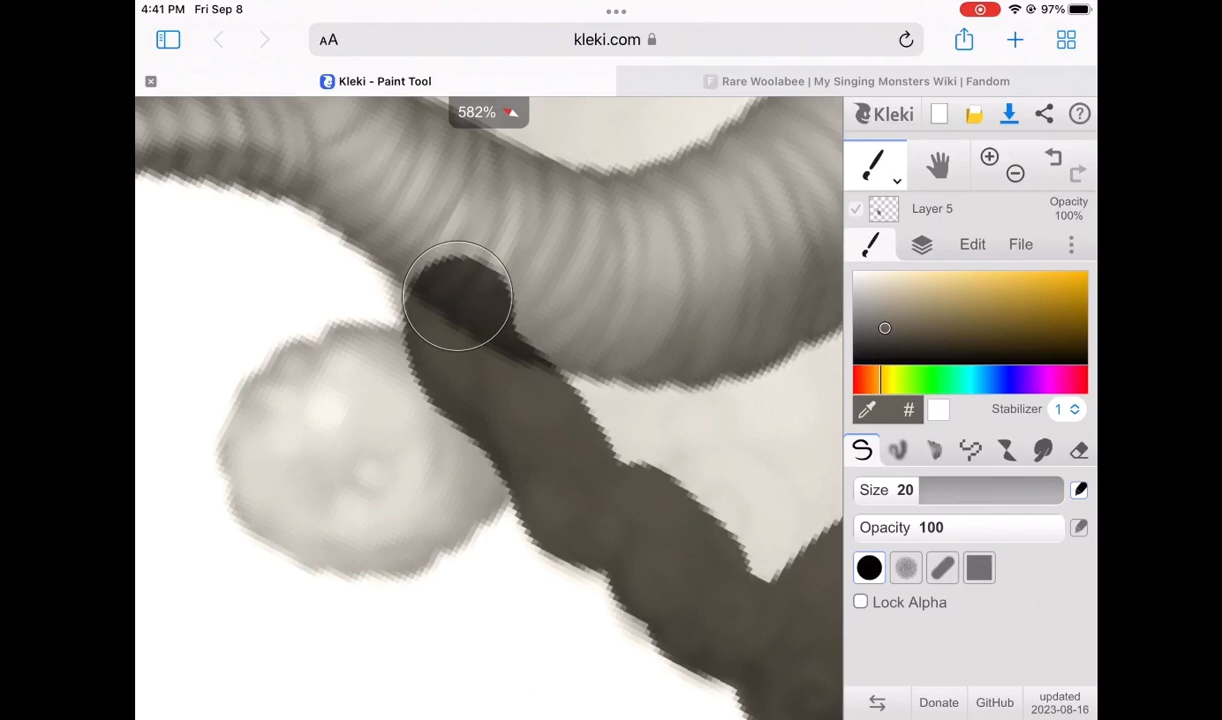 4:41 PM Fri Sep 8
97%
AA
kleki.com
Kleki - Paint Tool
Rare Woolabee | My Singing Monsters Wiki | Fandom
582%
Kleki
Layer 5
Opacity
100%
Edit
File
#
Stabilizer 1
Size 20
Opacity 100
Lock Alpha
Donate
GitHub
updated
2023-08-16